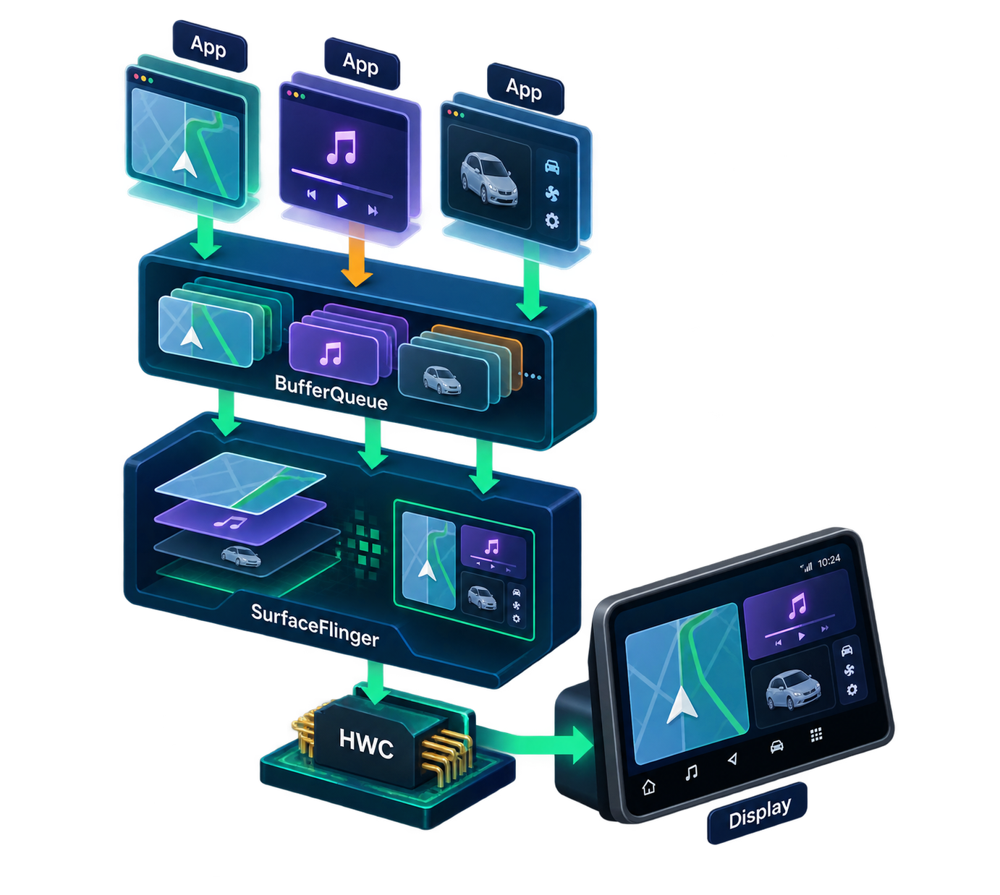 App
App
App
BufferQueue
SurfaceFlinger
HWC
10:24
Display